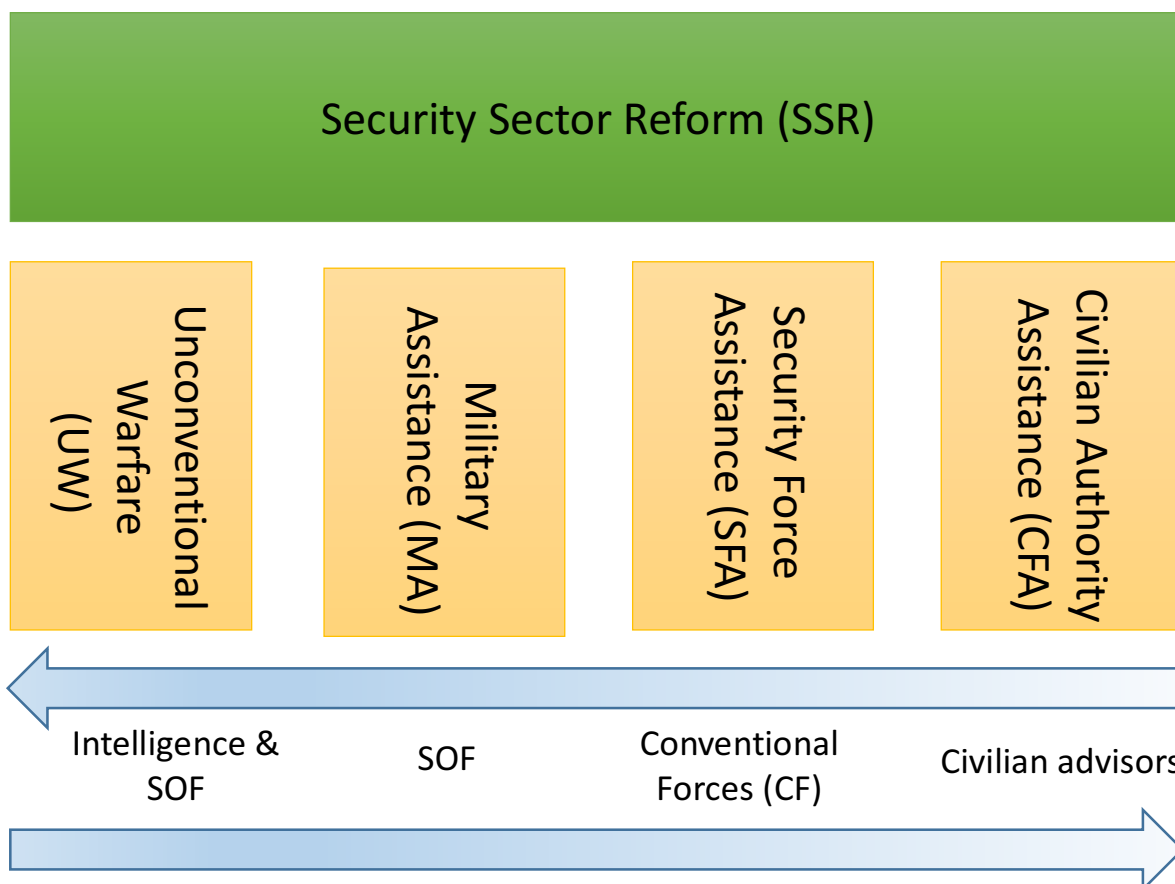 Security Sector Reform (SSR)
Unconventional
Warfare
(UW)
Military
Assistance (MA)
Security Force
Assistance (SFA)
Civilian Authority
Assistance (CFA)
Intelligence &
SOF
SOF
Conventional
Forces (CF)
Civilian advisors